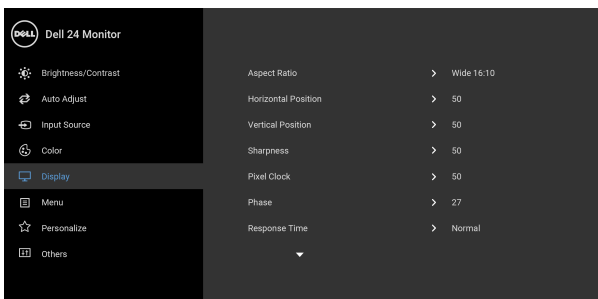 DELL Dell 24 Monitor
Brightness/Contrast
Auto Adjust
Input Source
Color
Display
Menu
Personalize
Others
Aspect Ratio Wide 16:10
Horizontal Position 50
Vertical Position 50
Sharpness 50
Pixel Clock 50
Phase 27
Response Time Normal